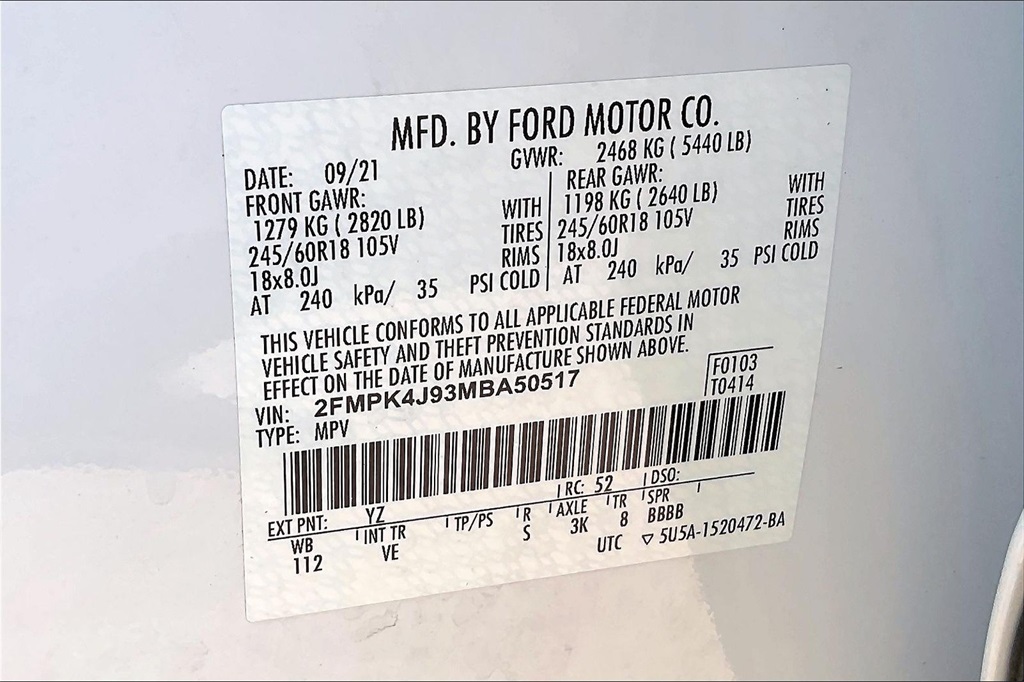 MFD. BY FORD MOTOR CO.
DATE: 09/21 GVWR: 2468 KG ( 5440 LB)
FRONT GAWR: REAR GAWR:
1279 KG ( 2820 LB) WITH 1198 KG ( 2640 LB) WITH
245/60R18 105V TIRES 245/60R18 105V TIRES
18x8.0J RIMS 18x8.0J RIMS
AT 240 kPa/ 35 PSI COLD AT 240 kPa/ 35 PSI COLD
THIS VEHICLE CONFORMS TO ALL APPLICABLE FEDERAL MOTOR
VEHICLE SAFETY AND THEFT PREVENTION STANDARDS IN
EFFECT ON THE DATE OF MANUFACTURE SHOWN ABOVE.
VIN: 2FMPK4J93MBA50517 F0103
TYPE: MPV T0414
EXT PNT: YZ RC: 52 DSO:
WB INT TR TP/PS R AXLE TR SPR
112 VE S 3K 8 BBBB
UTC ▽ 5U5A-1520472-BA